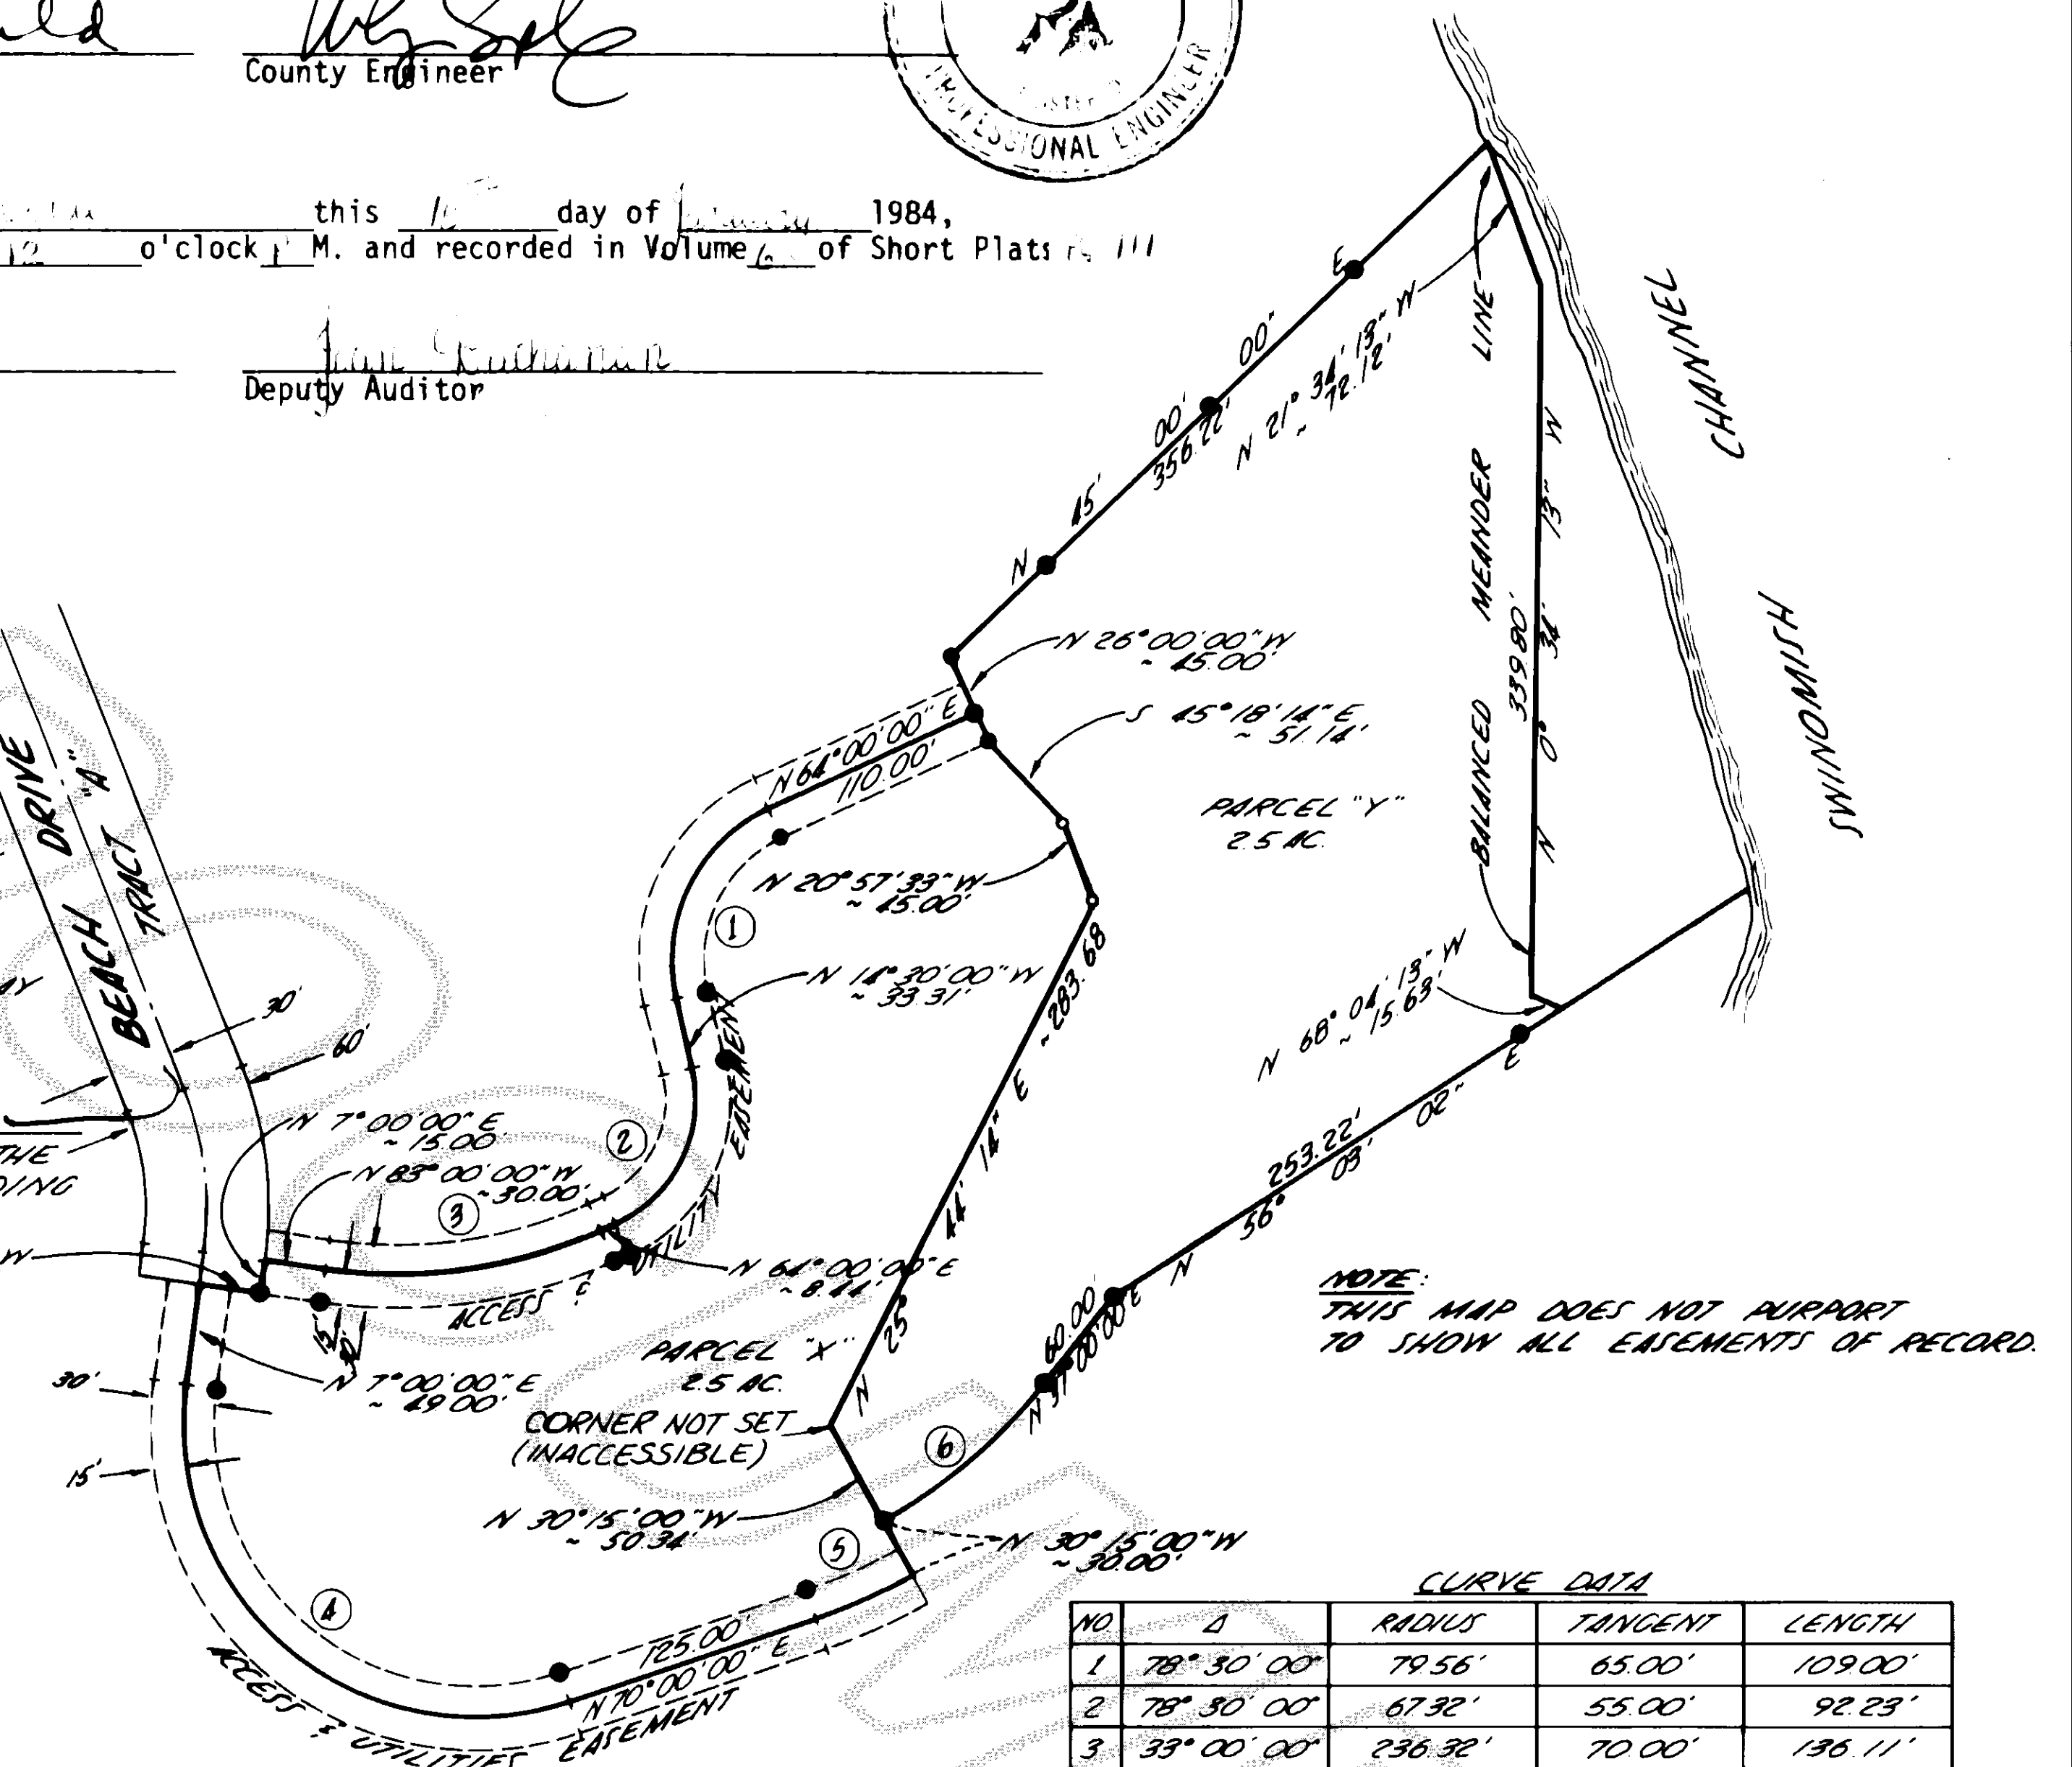 County Engineer
PROFESSIONAL ENGINEER
this day of 1984,
12 o'clock P M. and recorded in Volume 6 of Short Plats 111
Deputy Auditor
CHANNEL
SWINOMISH
N 45° 00' 00" E
356.22'
N 21° 34' 13" W
~ 72.12'
BALLANCED MEANDER LINE
339.80'
N 0° 34' 13" W
N 26° 00' 00" W
~ 45.00'
S 45° 18' 14" E
~ 51.14'
N 64° 00' 00" E
110.00'
PARCEL "Y"
2.5 AC.
N 20° 57' 33" W
~ 45.00'
1
N 14° 30' 00" W
~ 33.31'
BEACH DRIVE
TRACT "A"
30'
60'
N 7° 00' 00" E
~ 15.00'
N 83° 00' 00" W
~ 30.00'
2
3
THE
W
ACCESS & UTILITY EASEMENT
N 64° 00' 00" E
~ 8.44'
N 25° 44' 14" E ~ 283.68
N 68° 04' 13" W
~ 15.63'
253.22'
N 56° 03' 02" E
60.00
N 37° 00' 00" E
15'
PARCEL "X"
2.5 AC.
N 7° 00' 00" E
~ 49.00'
30'
15'
CORNER NOT SET
(INACCESSIBLE)
6
N 30° 15' 00" W
~ 50.34'
5
N 30° 15' 00" W
~ 30.00'
4
125.00'
N 70° 00' 00" E
ACCESS & UTILITIES EASEMENT
NOTE:
THIS MAP DOES NOT PURPORT
TO SHOW ALL EASEMENTS OF RECORD.
CURVE DATA
NO Δ RADIUS TANGENT LENGTH
1 78° 30' 00" 79.56' 65.00' 109.00'
2 78° 30' 00" 67.32' 55.00' 92.23'
3 33° 00' 00" 236.32' 70.00' 136.11'